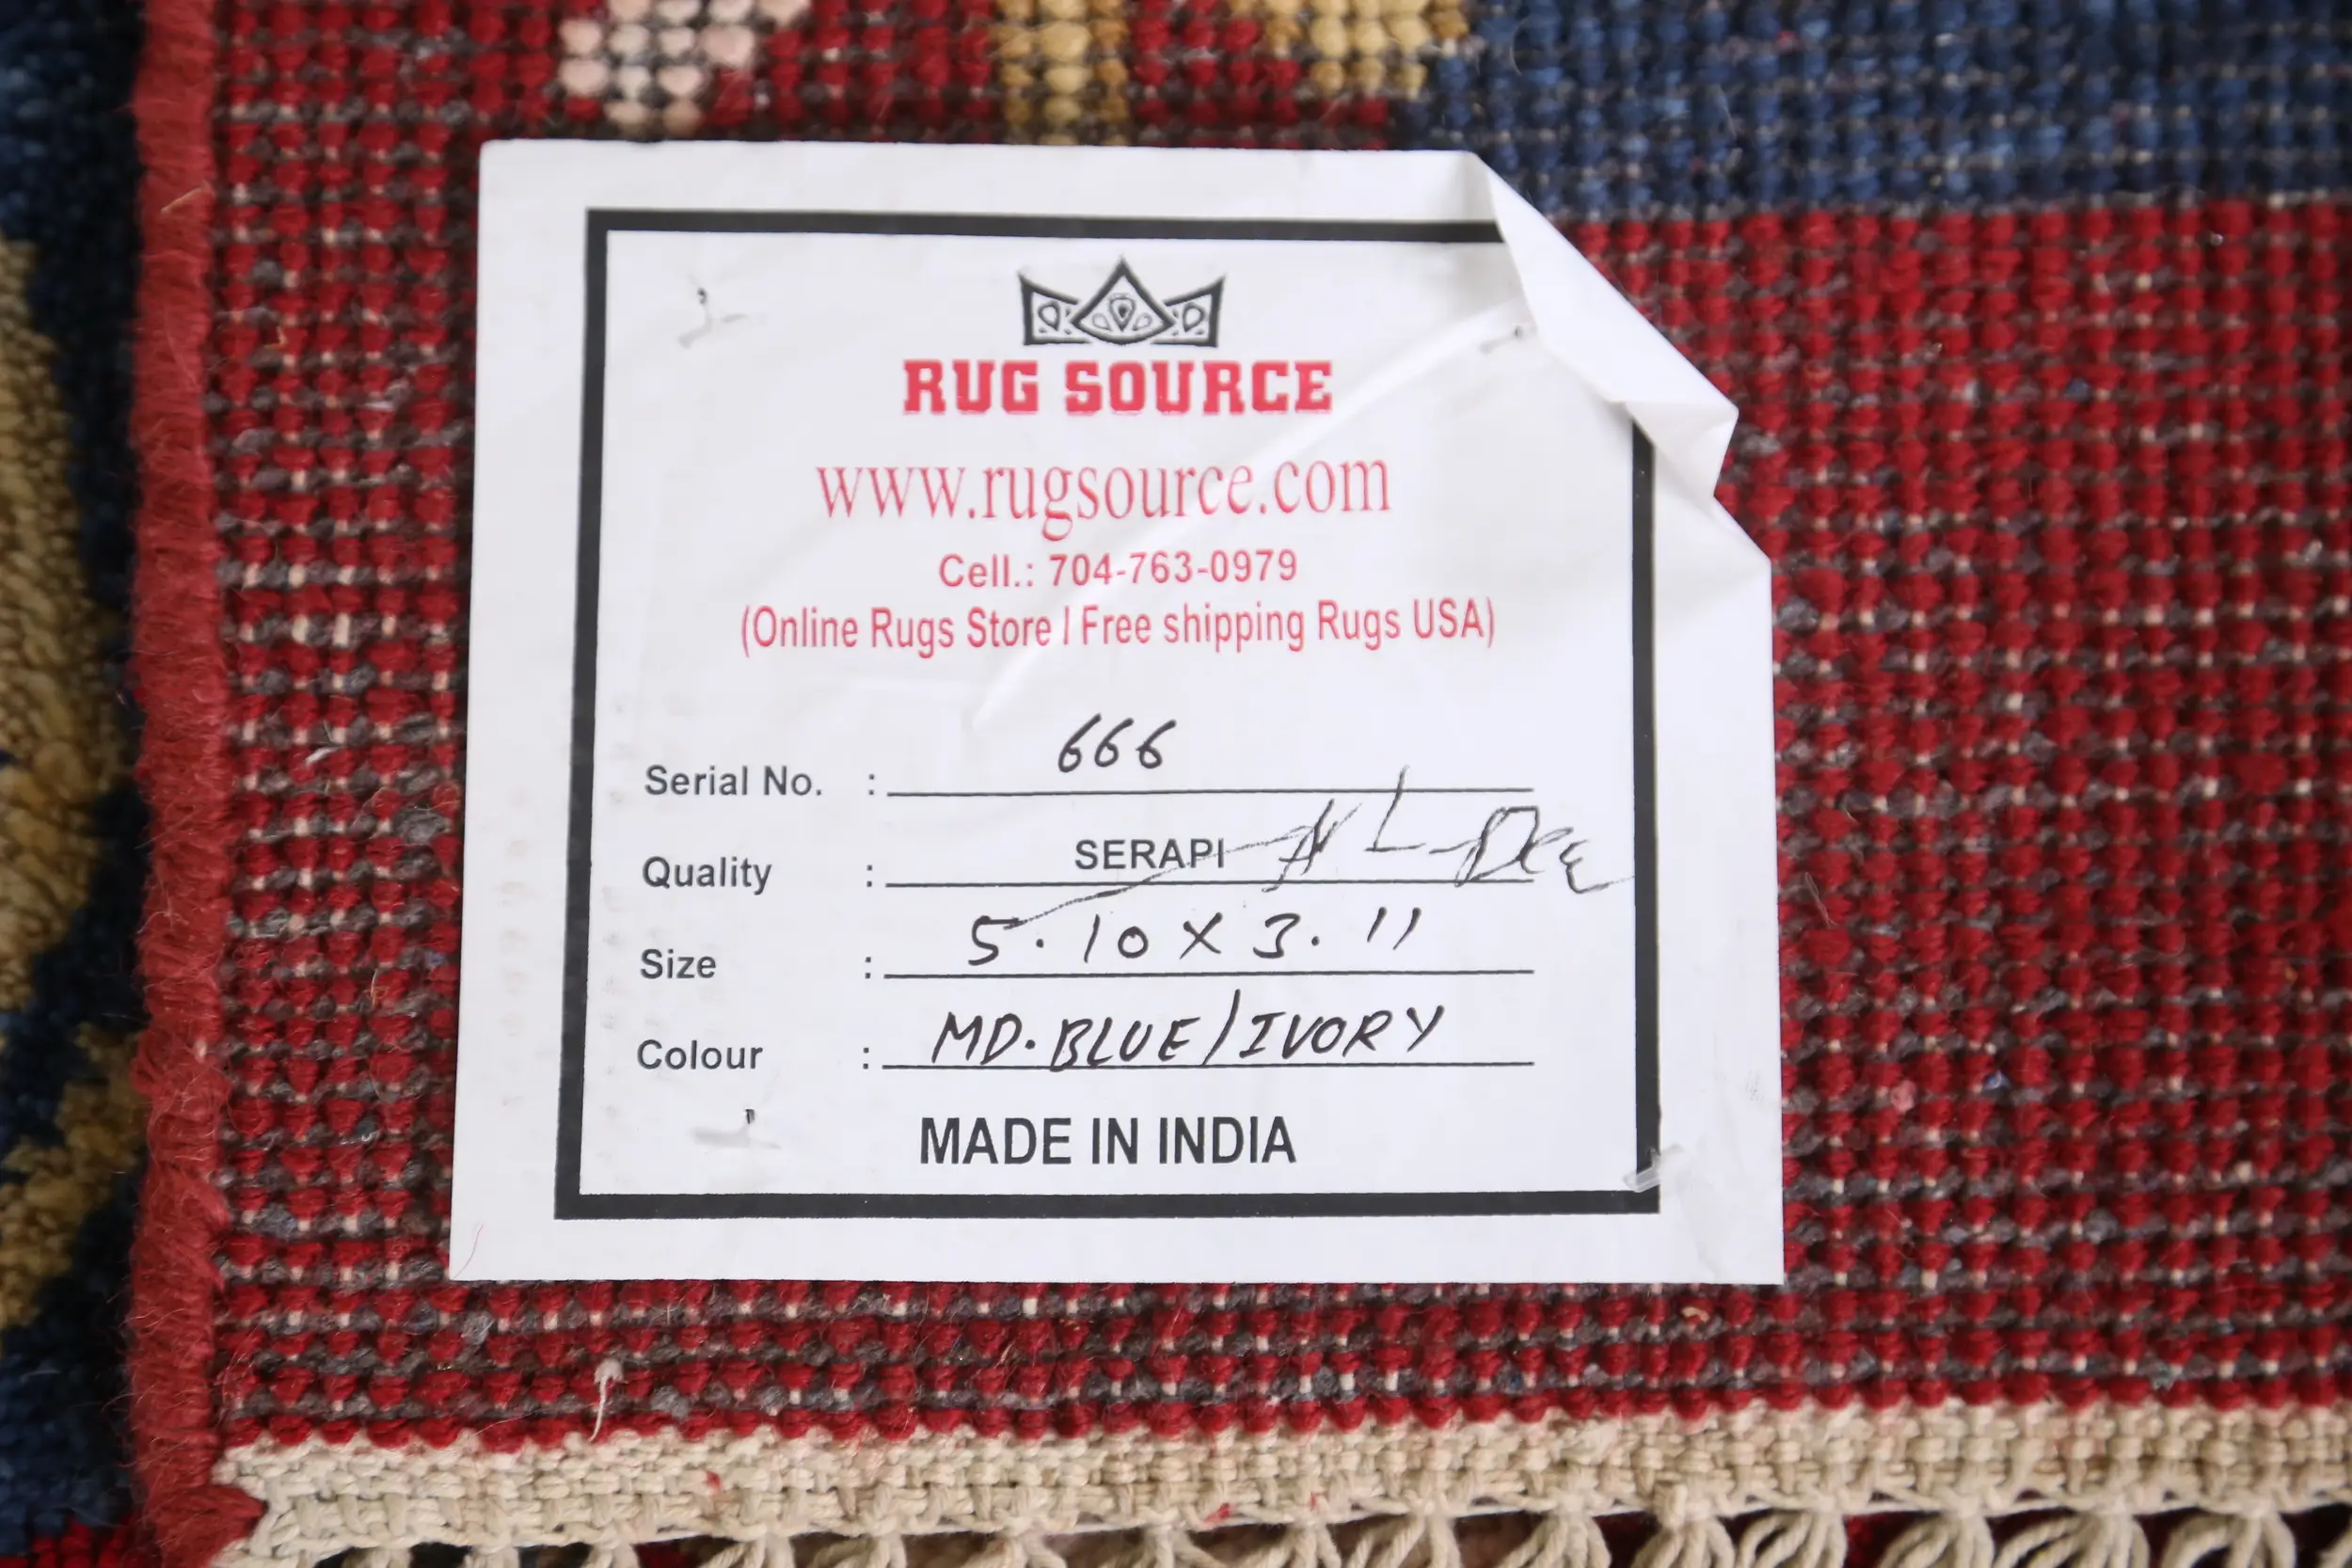 RUG SOURCE
www.rugsource.com
Cell.: 704-763-0979
(Online Rugs Store | Free shipping Rugs USA)
Serial No. : 666
Quality : SERAPI
Size : 5.10 X 3.11
Colour : MD.BLUE/IVORY
MADE IN INDIA